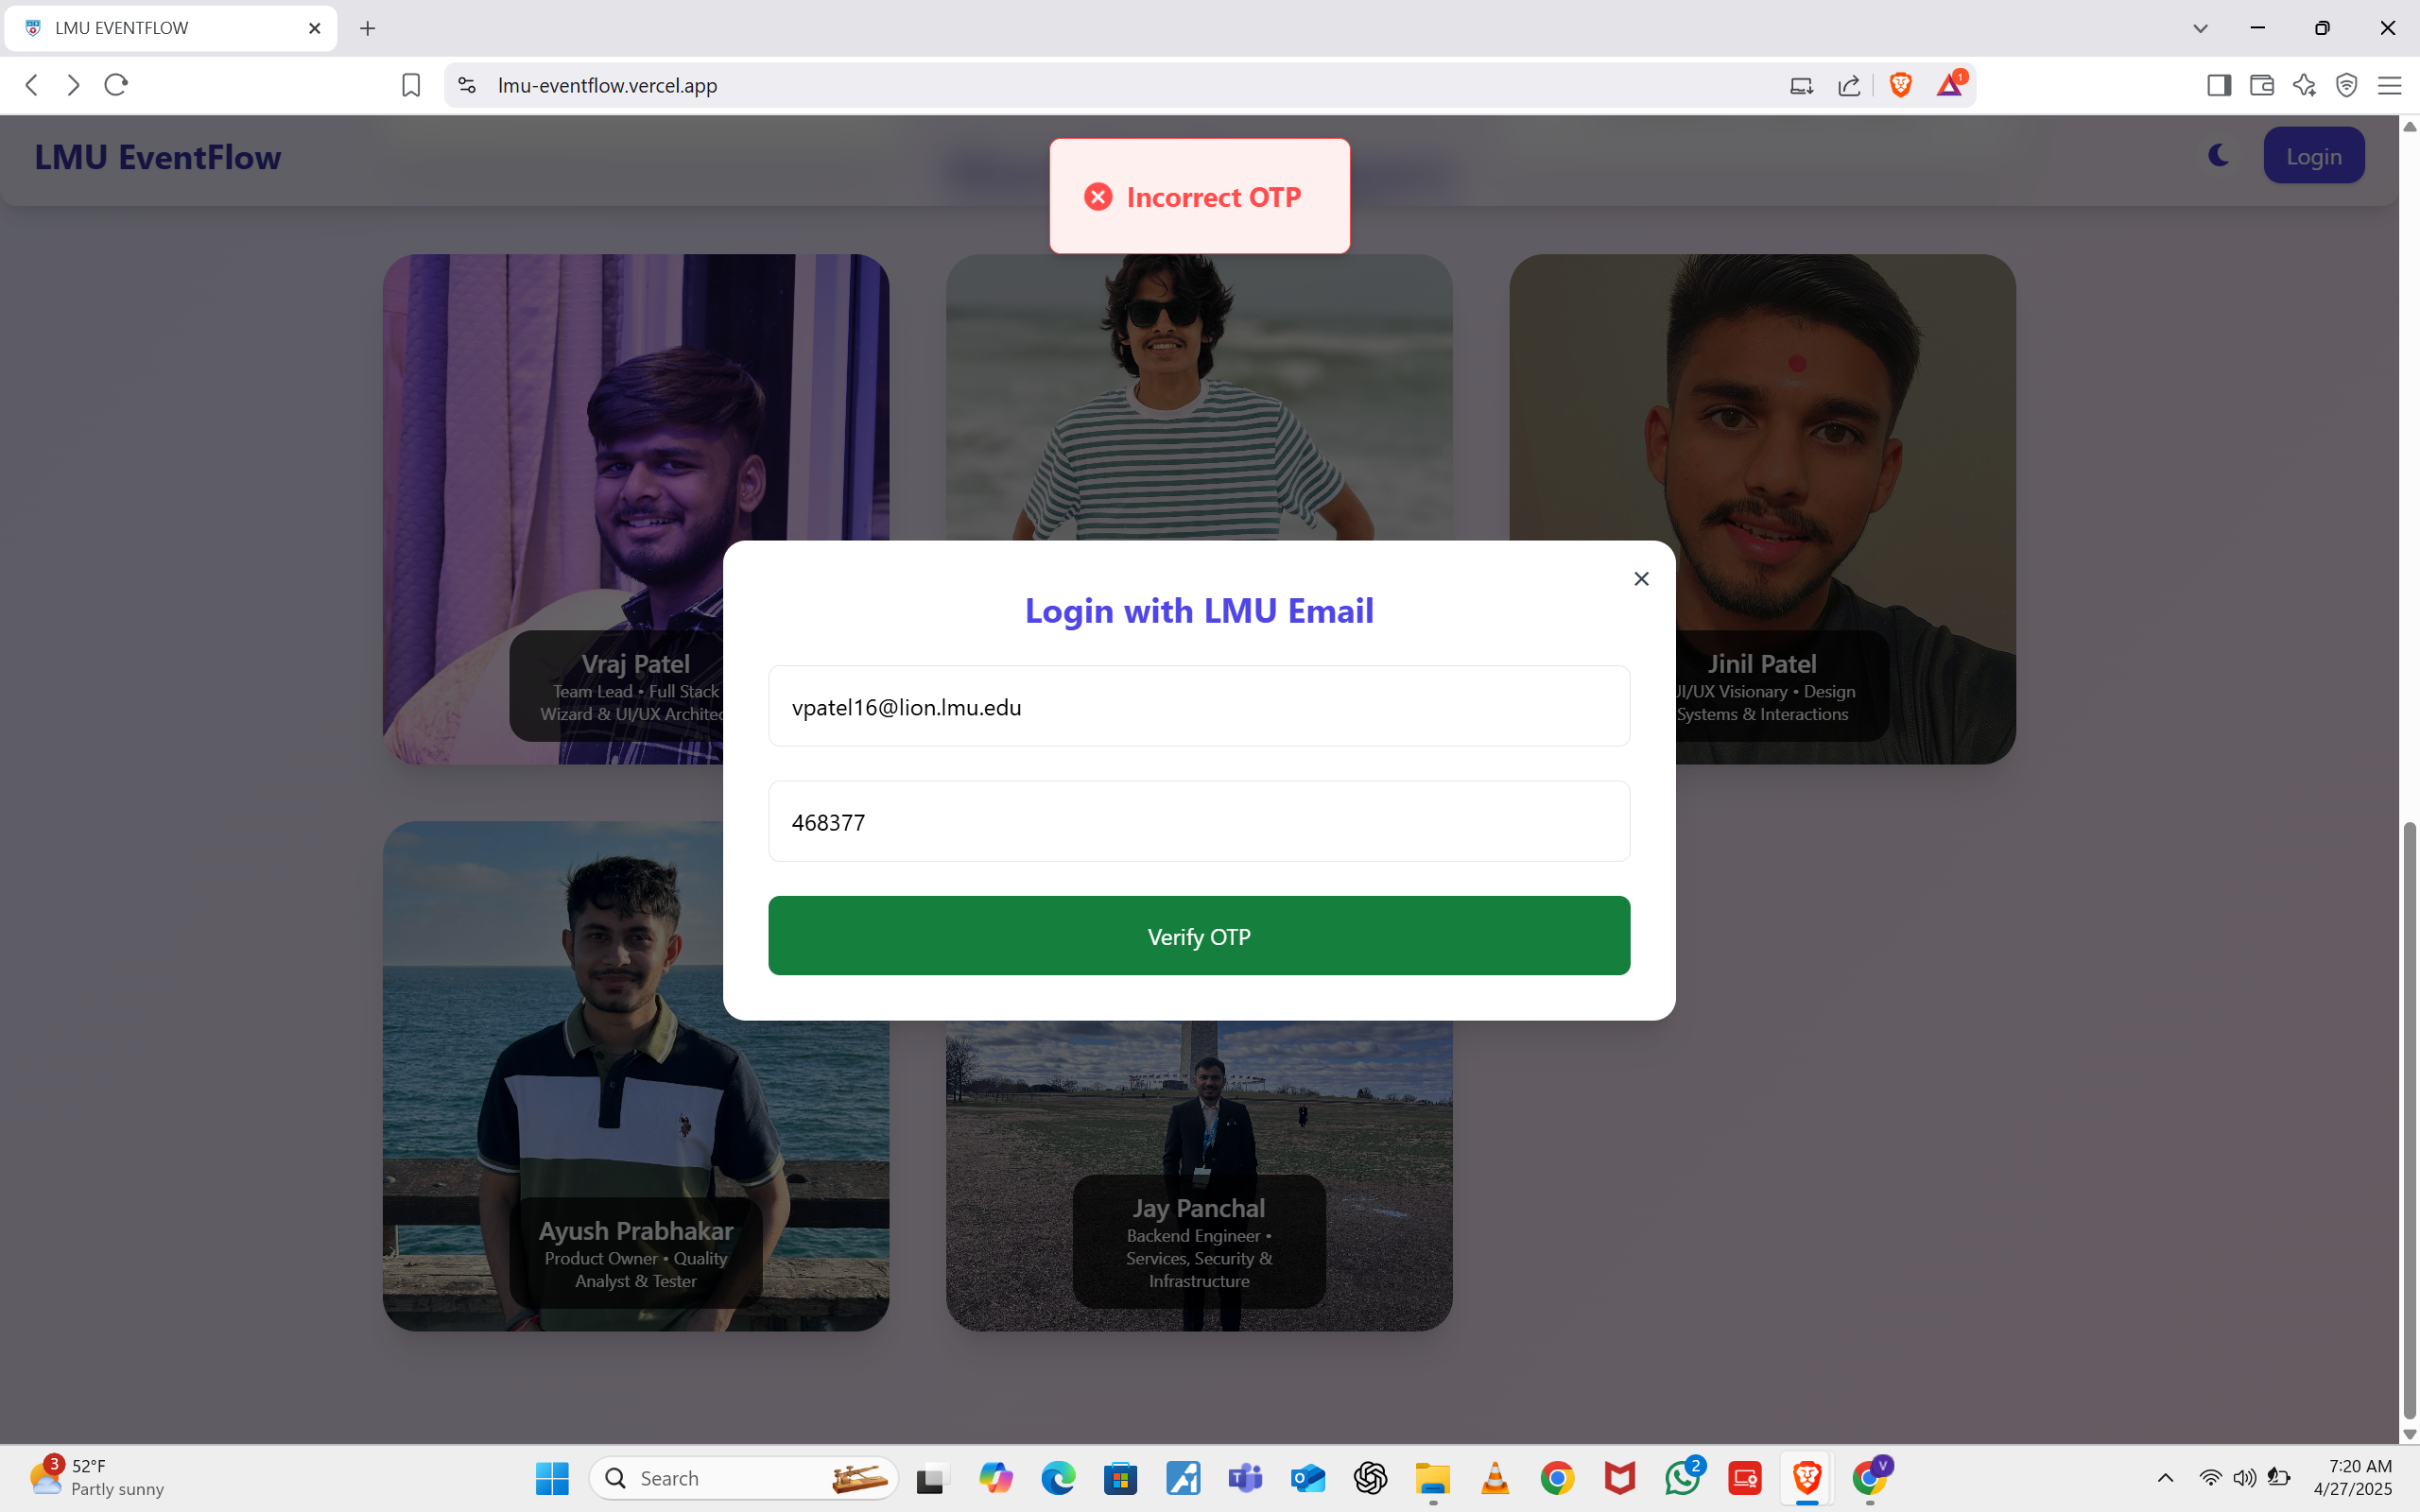 LMU EVENTFLOW
lmu-eventflow.vercel.app
1
LMU EventFlow
Login
Incorrect OTP
Login with LMU Email
vpatel16@lion.lmu.edu
468377
Verify OTP
Vraj Patel
Team Lead • Full Stack
Wizard & UI/UX
Jinil Patel
UI/UX Visionary • Design
Systems & Interactions
Ayush Prabhakar
Product Owner • Quality
Analyst & Tester
Jay Panchal
Backend Engineer •
Services, Security &
Infrastructure
3
52°F
Partly sunny
Search
2
V
7:20 AM
4/27/2025